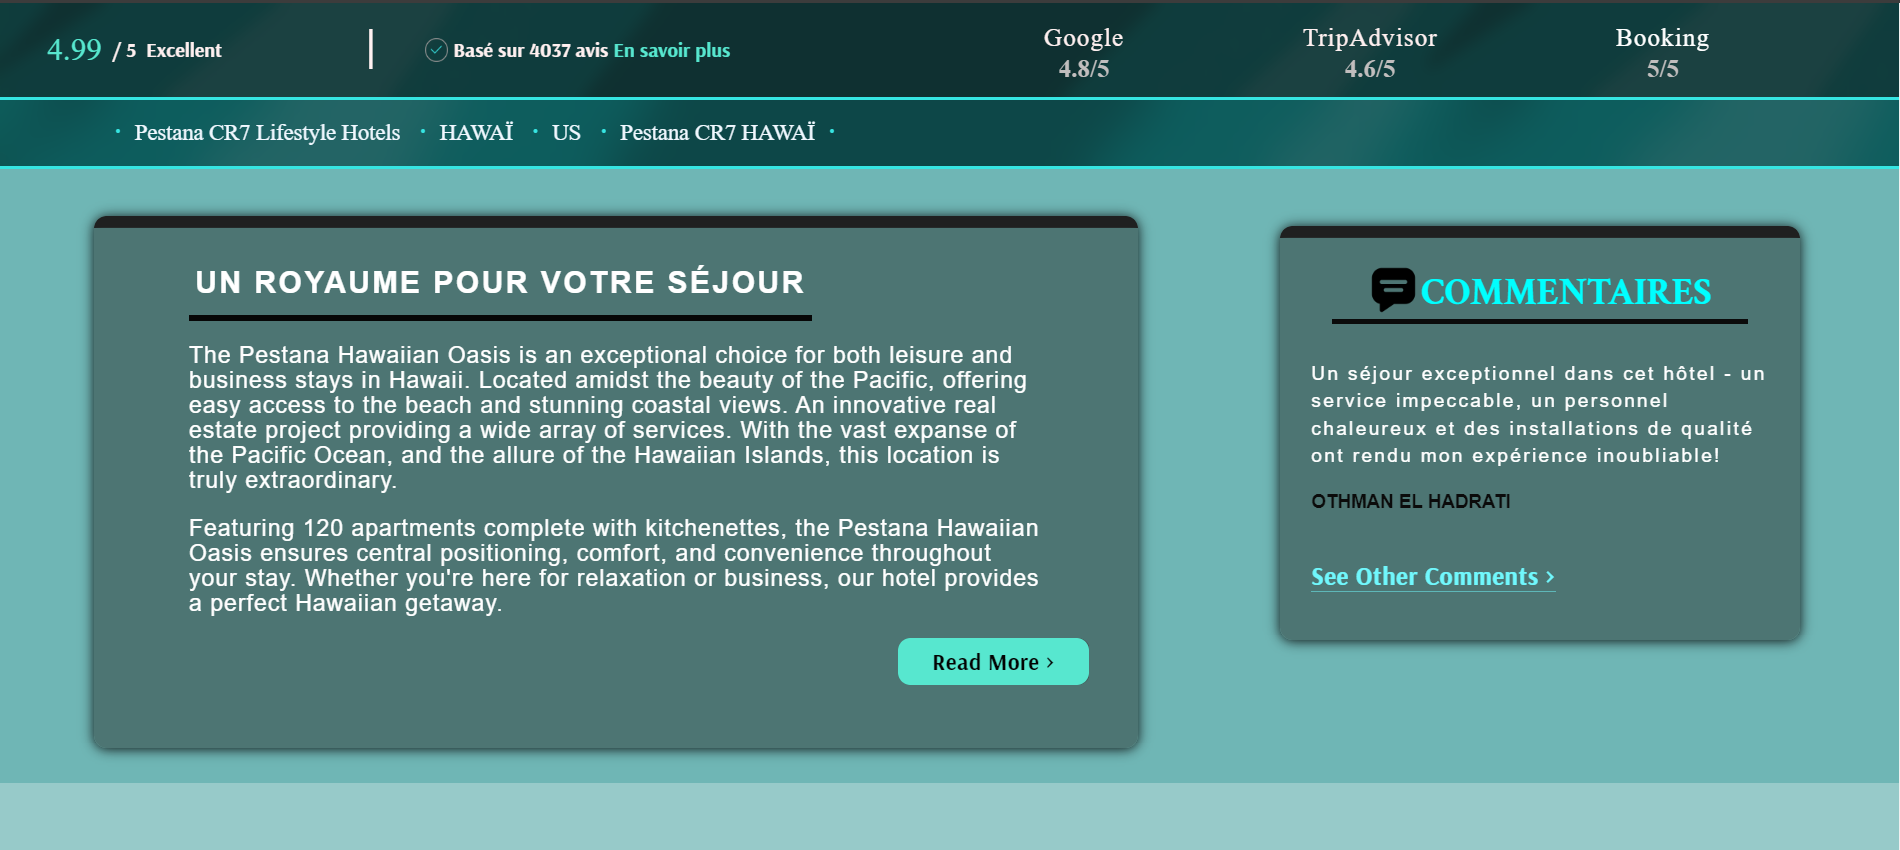 4.99 / 5 Excellent
Basé sur 4037 avis En savoir plus
Google
4.8/5
TripAdvisor
4.6/5
Booking
5/5
· Pestana CR7 Lifestyle Hotels · HAWAÏ · US · Pestana CR7 HAWAÏ ·
UN ROYAUME POUR VOTRE SÉJOUR
The Pestana Hawaiian Oasis is an exceptional choice for both leisure and
business stays in Hawaii. Located amidst the beauty of the Pacific, offering
easy access to the beach and stunning coastal views. An innovative real
estate project providing a wide array of services. With the vast expanse of
the Pacific Ocean, and the allure of the Hawaiian Islands, this location is
truly extraordinary.
Featuring 120 apartments complete with kitchenettes, the Pestana Hawaiian
Oasis ensures central positioning, comfort, and convenience throughout
your stay. Whether you're here for relaxation or business, our hotel provides
a perfect Hawaiian getaway.
Read More ›
COMMENTAIRES
Un séjour exceptionnel dans cet hôtel - un
service impeccable, un personnel
chaleureux et des installations de qualité
ont rendu mon expérience inoubliable!
OTHMAN EL HADRATI
See Other Comments ›